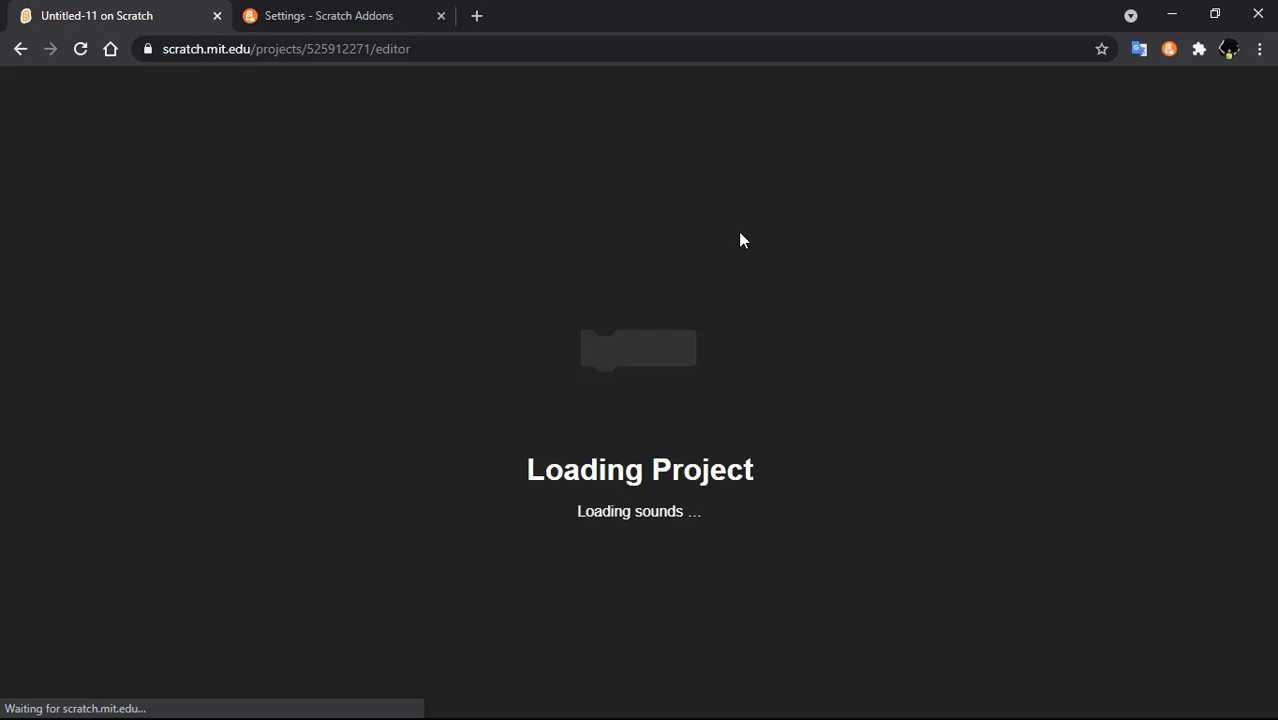 Untitled-11 on Scratch
Settings - Scratch Addons
scratch.mit.edu/projects/525912271/editor
Loading Project
Loading sounds …
Waiting for scratch.mit.edu...